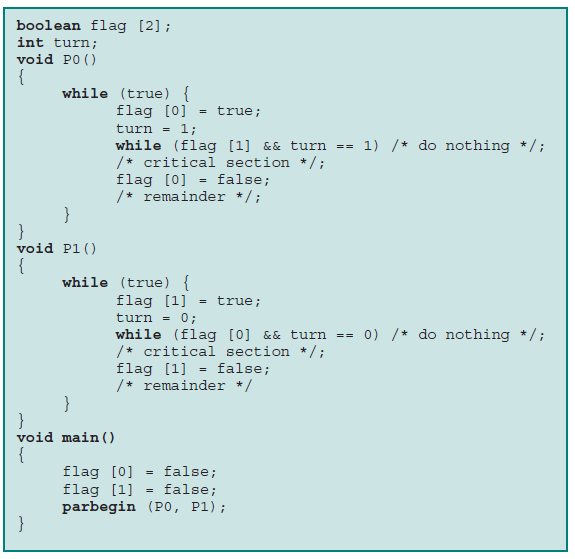 boolean flag [2];
int turn;
void P0()
{
while (true) {
flag [0] = true;
turn = 1;
while (flag [1] && turn == 1) /* do nothing */;
/* critical section */;
flag [0] = false;
/* remainder */;
}
}
void P1()
{
while (true) {
flag [1] = true;
turn = 0;
while (flag [0] && turn == 0) /* do nothing */;
/* critical section */;
flag [1] = false;
/* remainder */
}
}
void main()
{
flag [0] = false;
flag [1] = false;
parbegin (P0, P1);
}